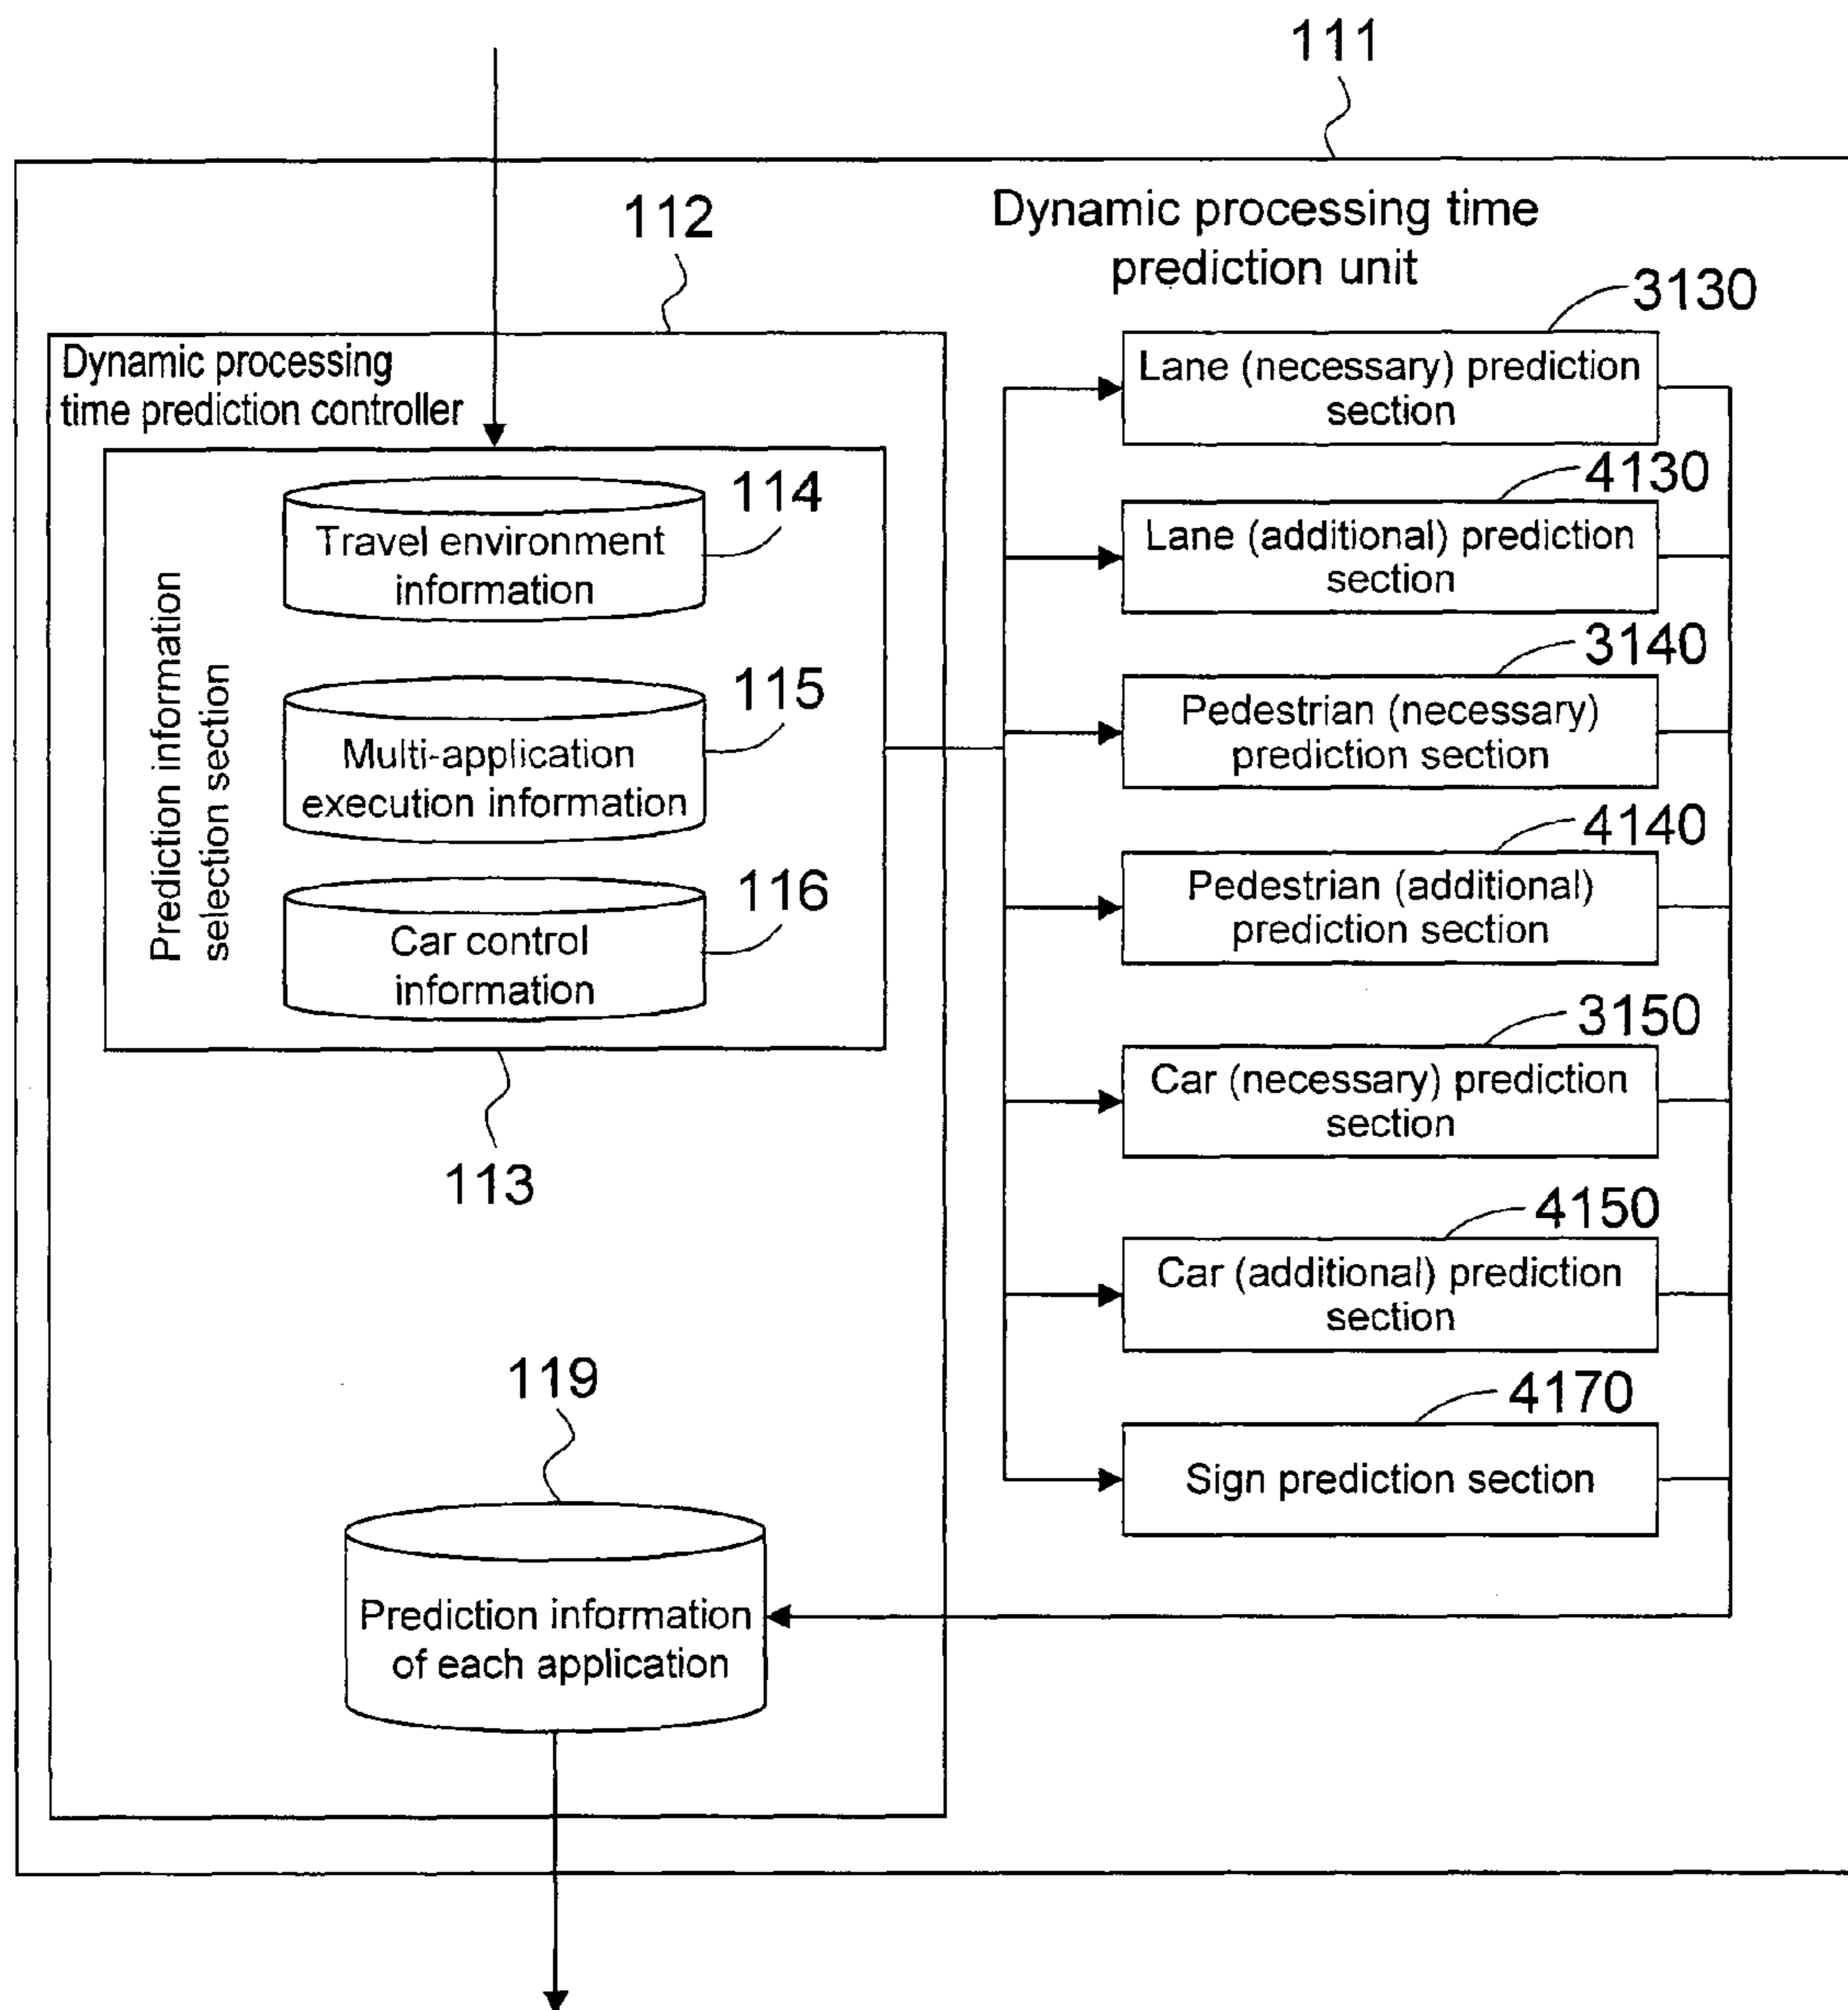 111
112
Dynamic processing time
prediction unit
Dynamic processing
time prediction controller
Prediction information
selection section
114
Travel environment
information
115
Multi-application
execution information
116
Car control
information
113
3130
Lane (necessary) prediction
section
4130
Lane (additional) prediction
section
3140
Pedestrian (necessary)
prediction section
4140
Pedestrian (additional)
prediction section
3150
Car (necessary) prediction
section
4150
Car (additional) prediction
section
4170
Sign prediction section
119
Prediction information
of each application